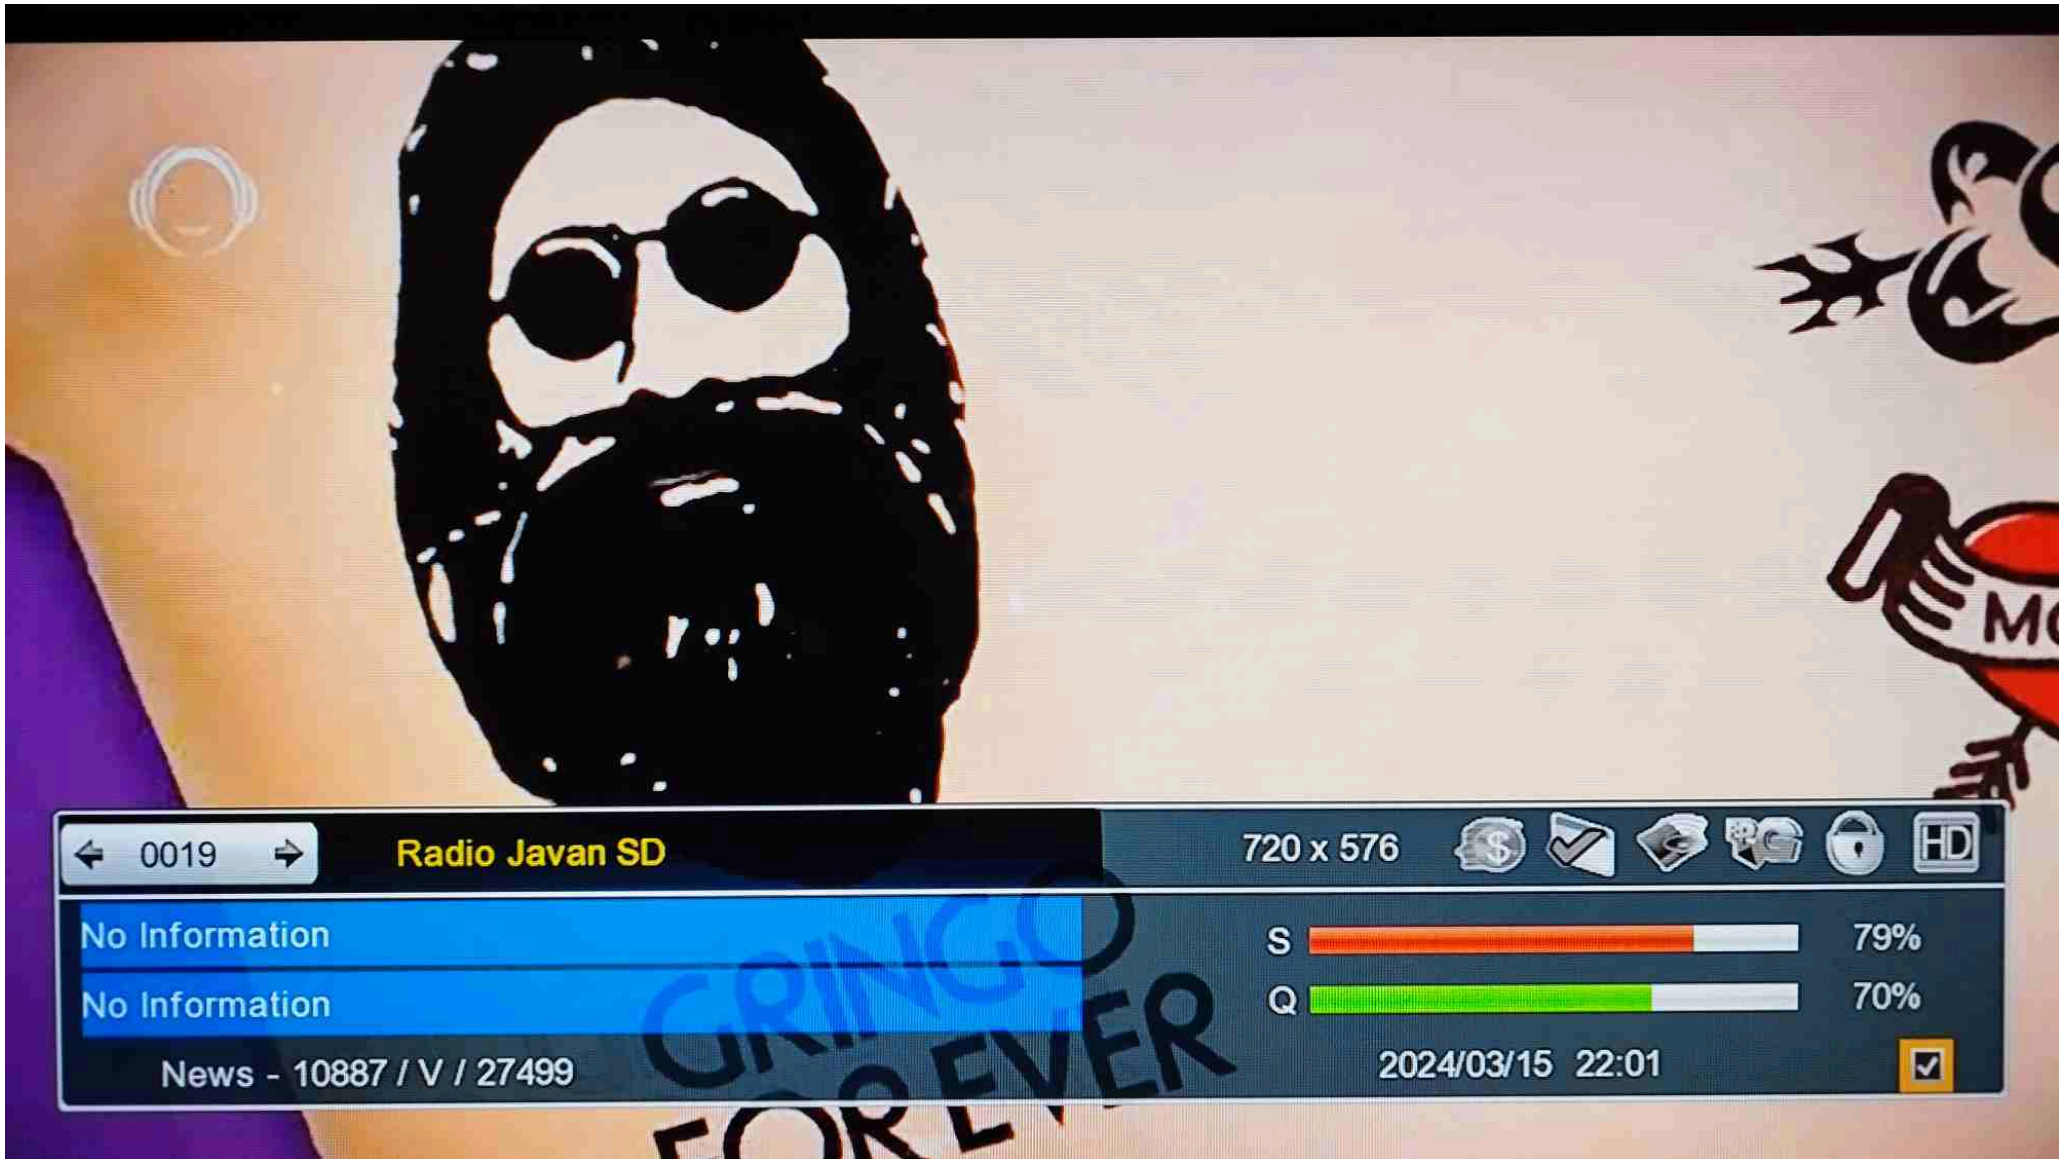 MO
0019
Radio Javan SD
720 x 576
$
HD
No Information
S
79%
No Information
Q
70%
News - 10887 / V / 27499
2024/03/15 22:01
GRINGO
FOREVER